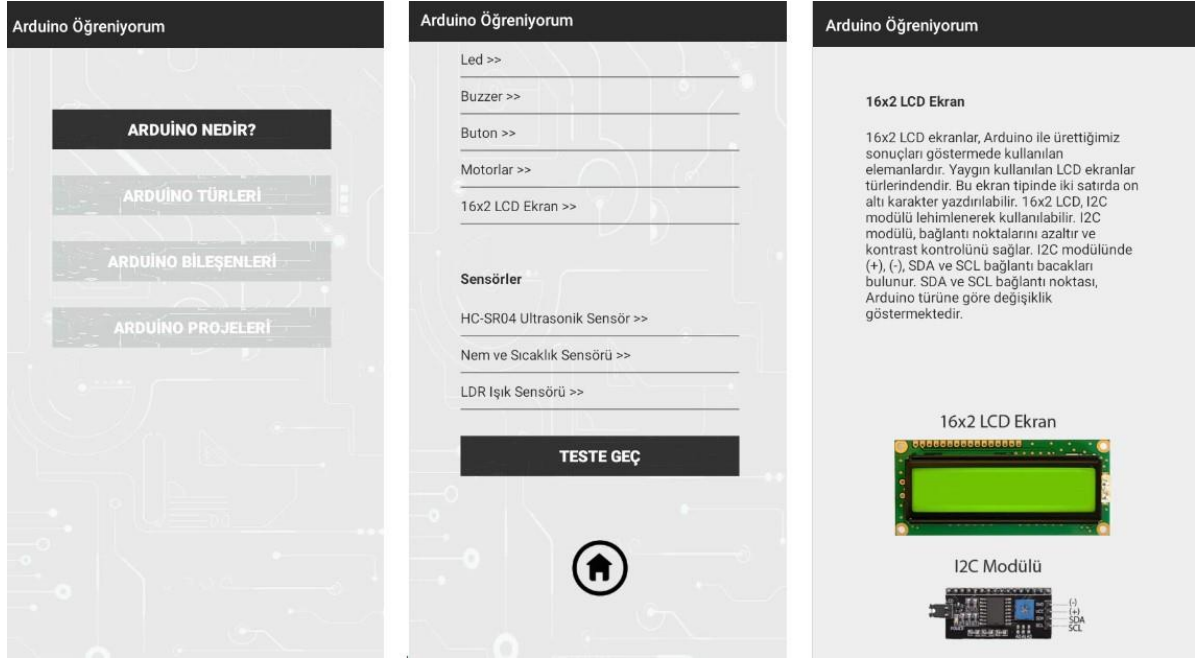 Arduino Öğreniyorum
ARDUİNO NEDİR?
ARDUİNO TÜRLERİ
ARDUİNO BİLEŞENLERİ
ARDUİNO PROJELERİ
Arduino Öğreniyorum
Led >>
Buzzer >>
Buton >>
Motorlar >>
16x2 LCD Ekran >>
Sensörler
HC-SR04 Ultrasonik Sensör >>
Nem ve Sıcaklık Sensörü >>
LDR Işık Sensörü >>
TESTE GEÇ
Arduino Öğreniyorum
16x2 LCD Ekran
16x2 LCD ekranlar, Arduino ile ürettiğimiz
sonuçları göstermede kullanılan
elemanlardır. Yaygın kullanılan LCD ekranlar
türlerindendir. Bu ekran tipinde iki satırda on
altı karakter yazdırılabilir. 16x2 LCD, I2C
modülü lehimlenerek kullanılabilir. I2C
modülü, bağlantı noktalarını azaltır ve
kontrast kontrolünü sağlar. I2C modülünde
(+), (-), SDA ve SCL bağlantı bacakları
bulunur. SDA ve SCL bağlantı noktası,
Arduino türüne göre değişiklik
göstermektedir.
16x2 LCD Ekran
I2C Modülü
(-)
(+)
SDA
SCL